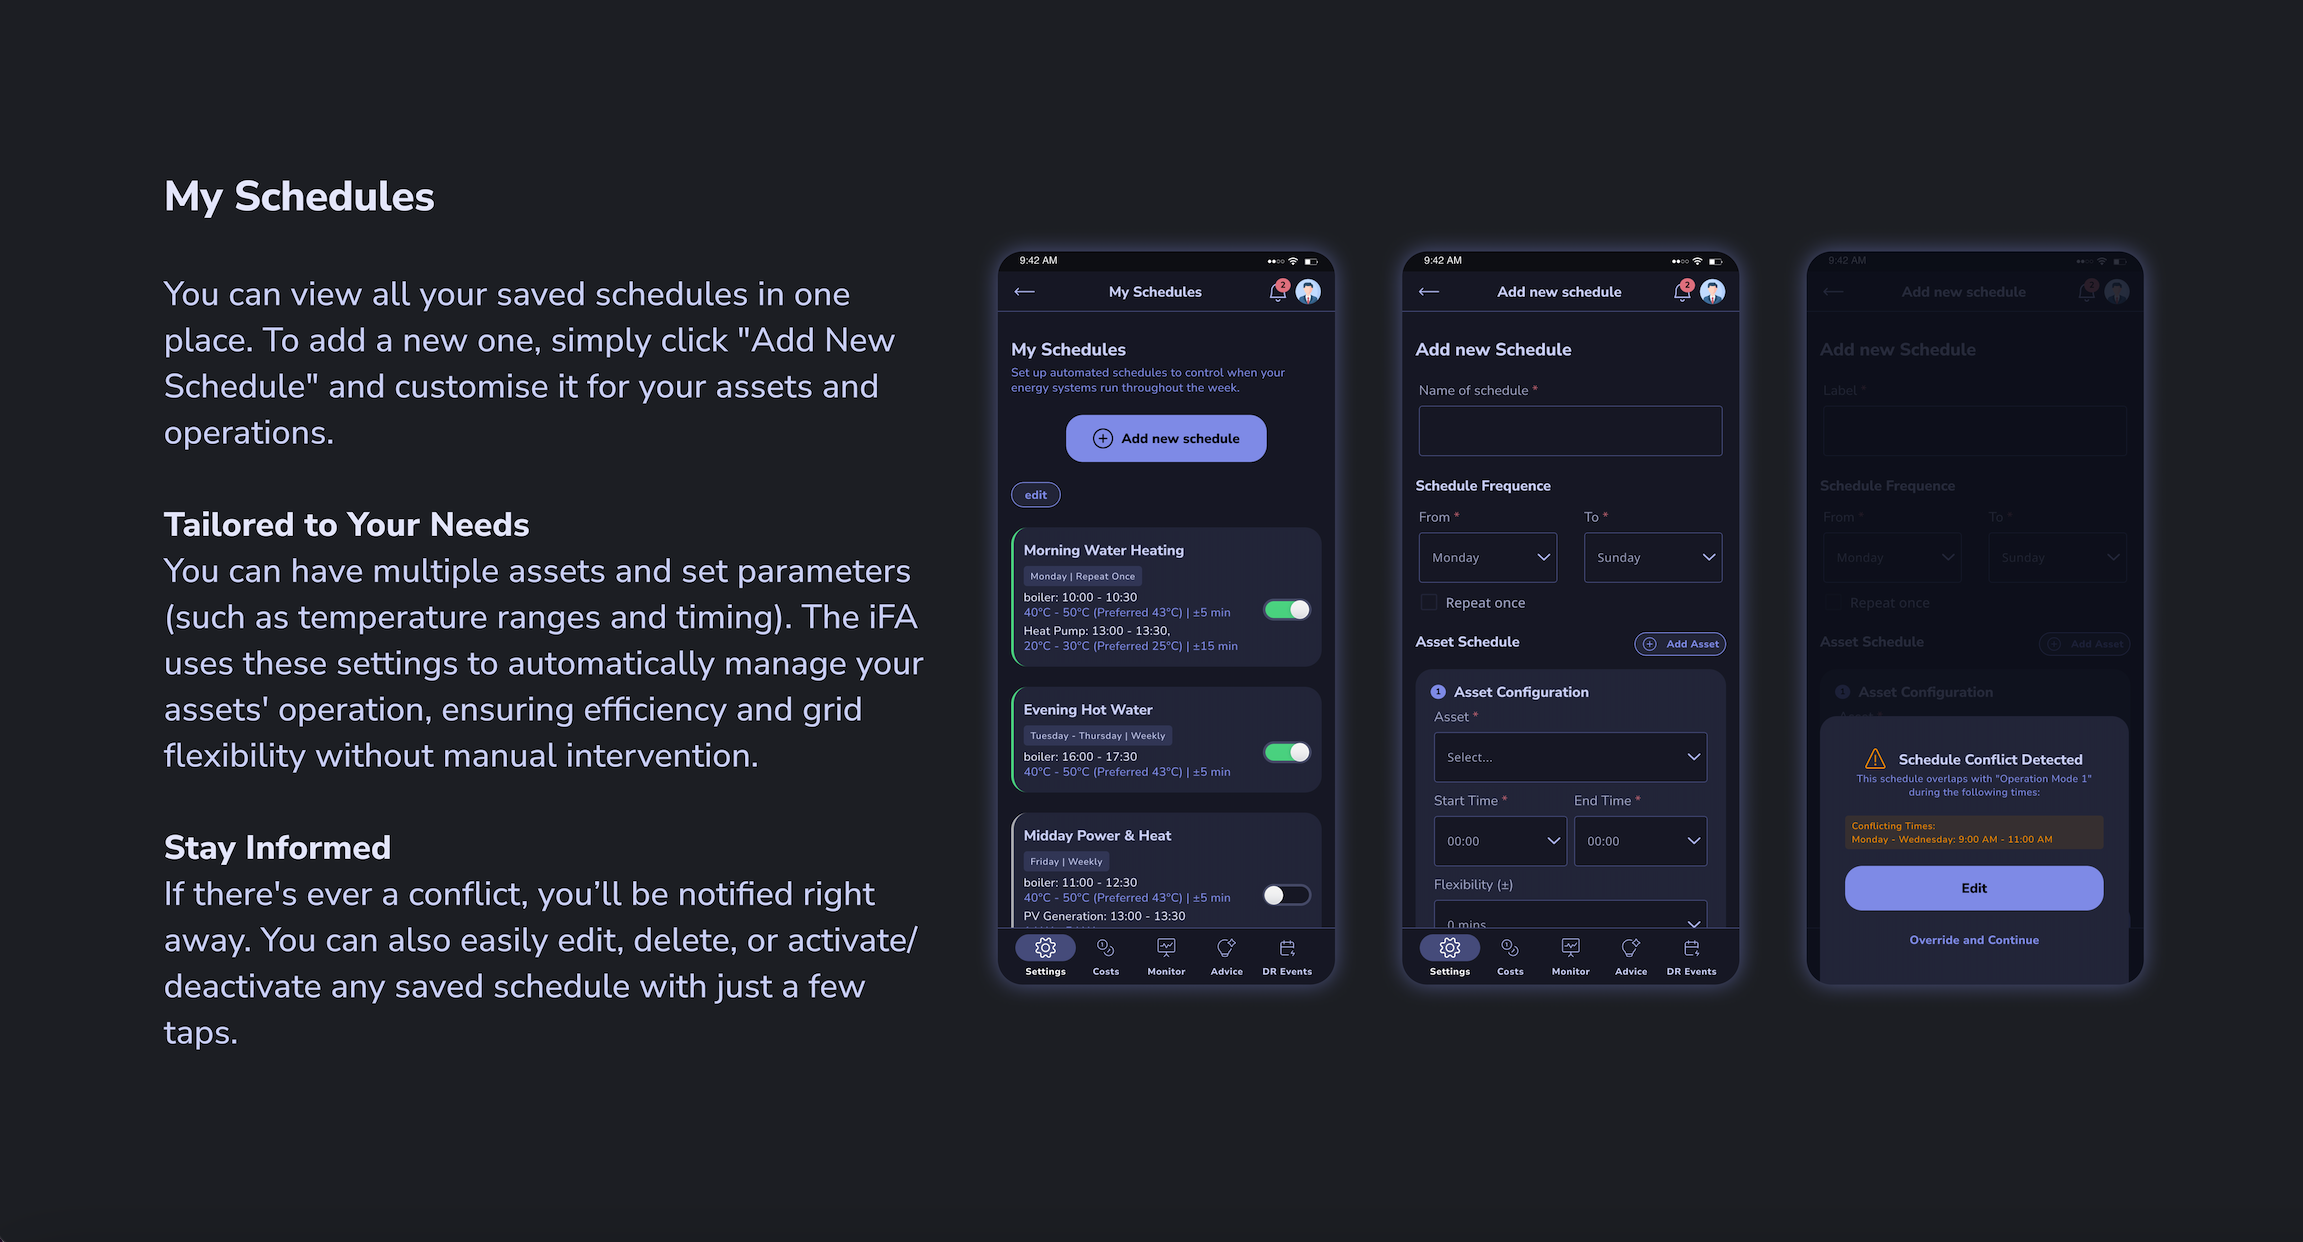 My Schedules
You can view all your saved schedules in one
place. To add a new one, simply click "Add New
Schedule" and customise it for your assets and
operations.
Tailored to Your Needs
You can have multiple assets and set parameters
(such as temperature ranges and timing). The iFA
uses these settings to automatically manage your
assets' operation, ensuring efficiency and grid
flexibility without manual intervention.
Stay Informed
If there's ever a conflict, you’ll be notified right
away. You can also easily edit, delete, or activate/
deactivate any saved schedule with just a few
taps.
9:42 AM
My Schedules
2
My Schedules
Set up automated schedules to control when your
energy systems run throughout the week.
Add new schedule
edit
Morning Water Heating
Monday | Repeat Once
boiler: 10:00 - 10:30
40°C - 50°C (Preferred 43°C) | ±5 min
Heat Pump: 13:00 - 13:30,
20°C - 30°C (Preferred 25°C) | ±15 min
Evening Hot Water
Tuesday - Thursday | Weekly
boiler: 16:00 - 17:30
40°C - 50°C (Preferred 43°C) | ±5 min
Midday Power & Heat
Friday | Weekly
boiler: 11:00 - 12:30
40°C - 50°C (Preferred 43°C) | ±5 min
PV Generation: 13:00 - 13:30
Settings Costs Monitor Advice DR Events
9:42 AM
Add new schedule
2
Add new Schedule
Name of schedule *
Schedule Frequence
From * To *
Monday Sunday
Repeat once
Asset Schedule Add Asset
1 Asset Configuration
Asset *
Select...
Start Time * End Time *
00:00 00:00
Flexibility (±)
0 mins
Settings Costs Monitor Advice DR Events
9:42 AM
Add new schedule
2
Add new Schedule
Label *
Schedule Frequence
From * To *
Monday Sunday
Repeat once
Asset Schedule Add Asset
1 Asset Configuration
Schedule Conflict Detected
This schedule overlaps with "Operation Mode 1"
during the following times:
Conflicting Times:
Monday - Wednesday: 9:00 AM - 11:00 AM
Edit
Override and Continue